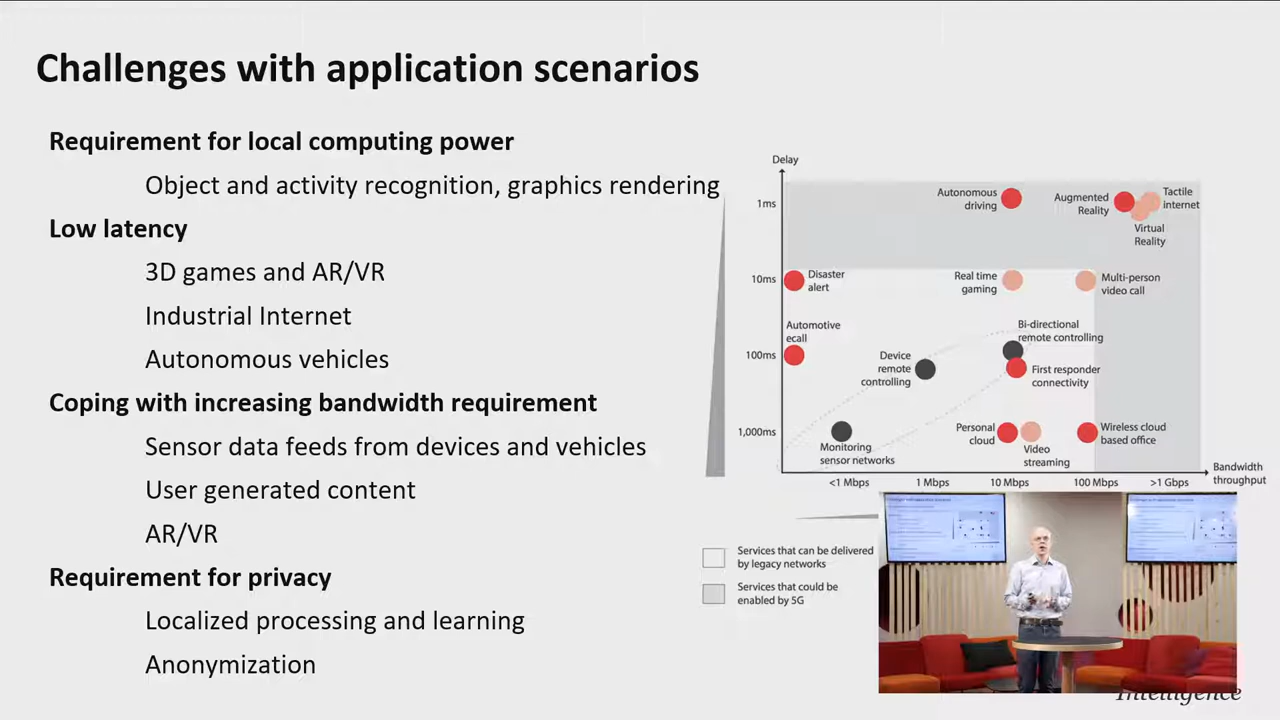 Challenges with application scenarios
Requirement for local computing power
Object and activity recognition, graphics rendering
Low latency
3D games and AR/VR
Industrial Internet
Autonomous vehicles
Coping with increasing bandwidth requirement
Sensor data feeds from devices and vehicles
User generated content
AR/VR
Requirement for privacy
Localized processing and learning
Anonymization
Delay
1ms
10ms
100ms
1,000ms
Autonomous
driving
Augmented
Reality
Tactile
internet
Virtual
Reality
Disaster
alert
Real time
gaming
Multi-person
video call
Automotive
ecall
Device
remote
controlling
Bi-directional
remote controlling
First responder
connectivity
Monitoring
sensor networks
Personal
cloud
Video
streaming
Wireless cloud
based office
<1 Mbps
1 Mbps
10 Mbps
100 Mbps
>1 Gbps
Bandwidth
throughput
Services that can be delivered
by legacy networks
Services that could be
enabled by 5G
Intelligence